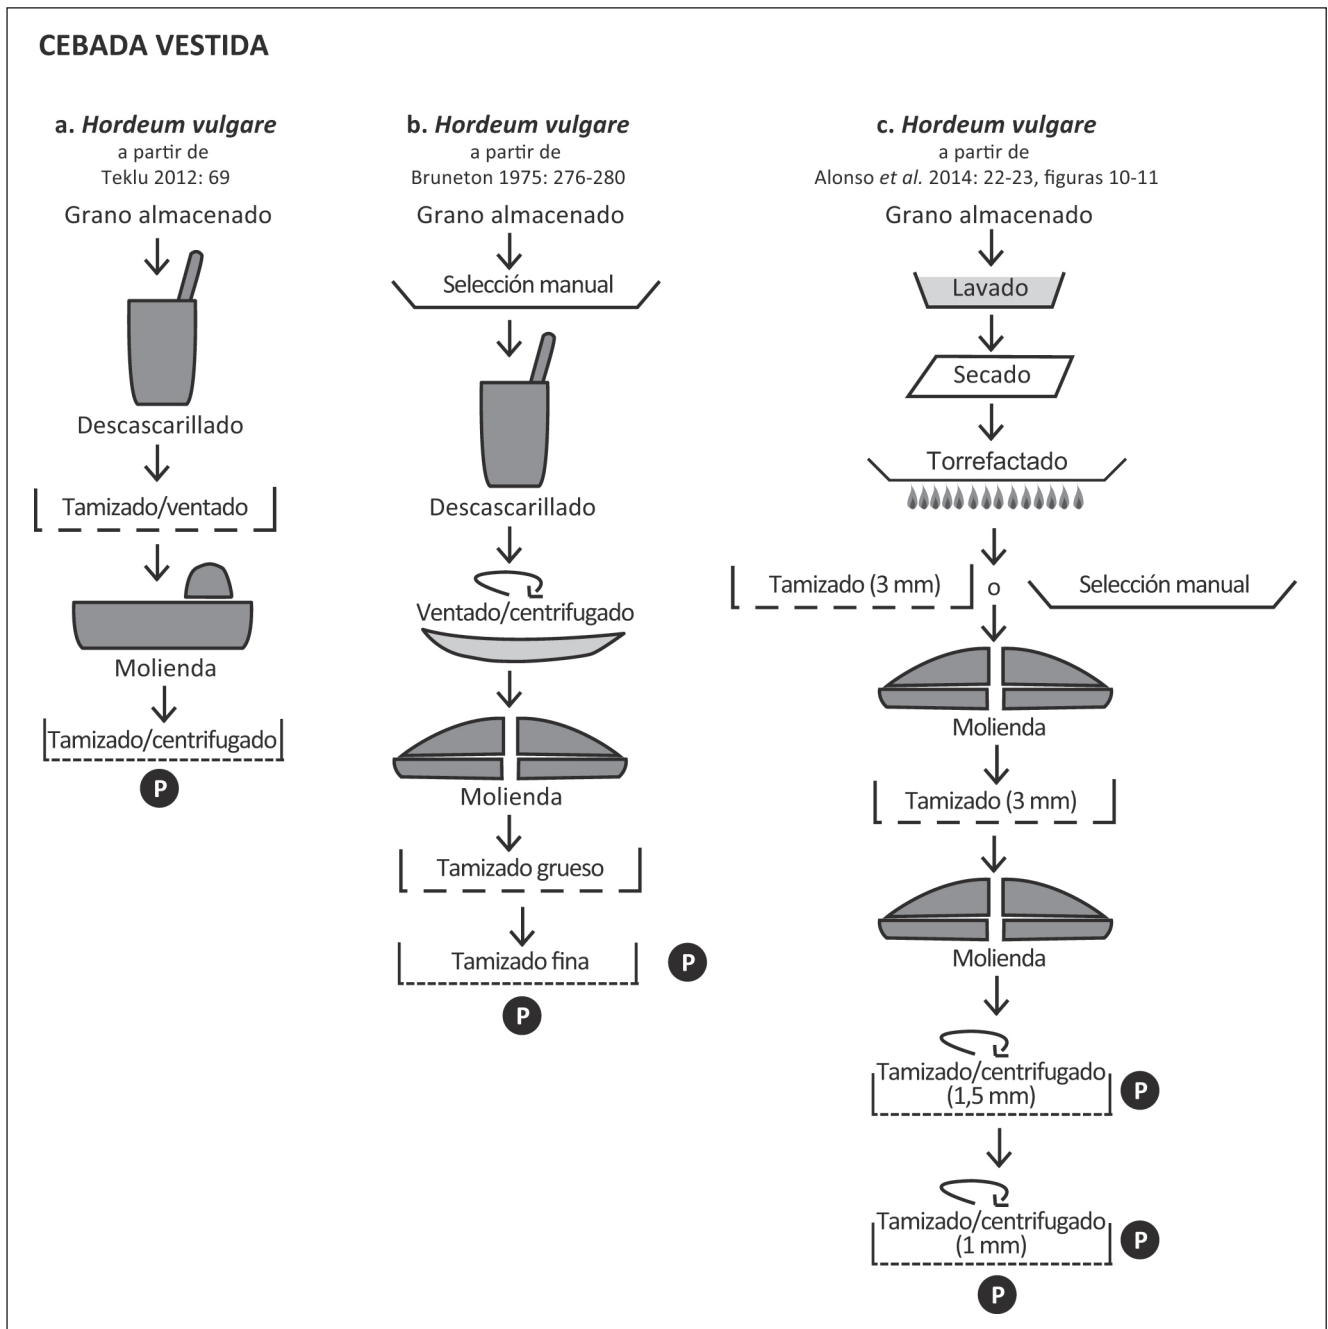 CEBADA VESTIDA
a. Hordeum vulgare
a partir de
Teklu 2012: 69
Grano almacenado
Descascarillado
Tamizado/ventado
Molienda
Tamizado/centrifugado
P
b. Hordeum vulgare
a partir de
Bruneton 1975: 276-280
Grano almacenado
Selección manual
Descascarillado
Ventado/centrifugado
Molienda
Tamizado grueso
Tamizado fina
P
P
c. Hordeum vulgare
a partir de
Alonso et al. 2014: 22-23, figuras 10-11
Grano almacenado
Lavado
Secado
Torrefactado
Tamizado (3 mm) o Selección manual
Molienda
Tamizado (3 mm)
Molienda
Tamizado/centrifugado
(1,5 mm)
P
Tamizado/centrifugado
(1 mm)
P
P